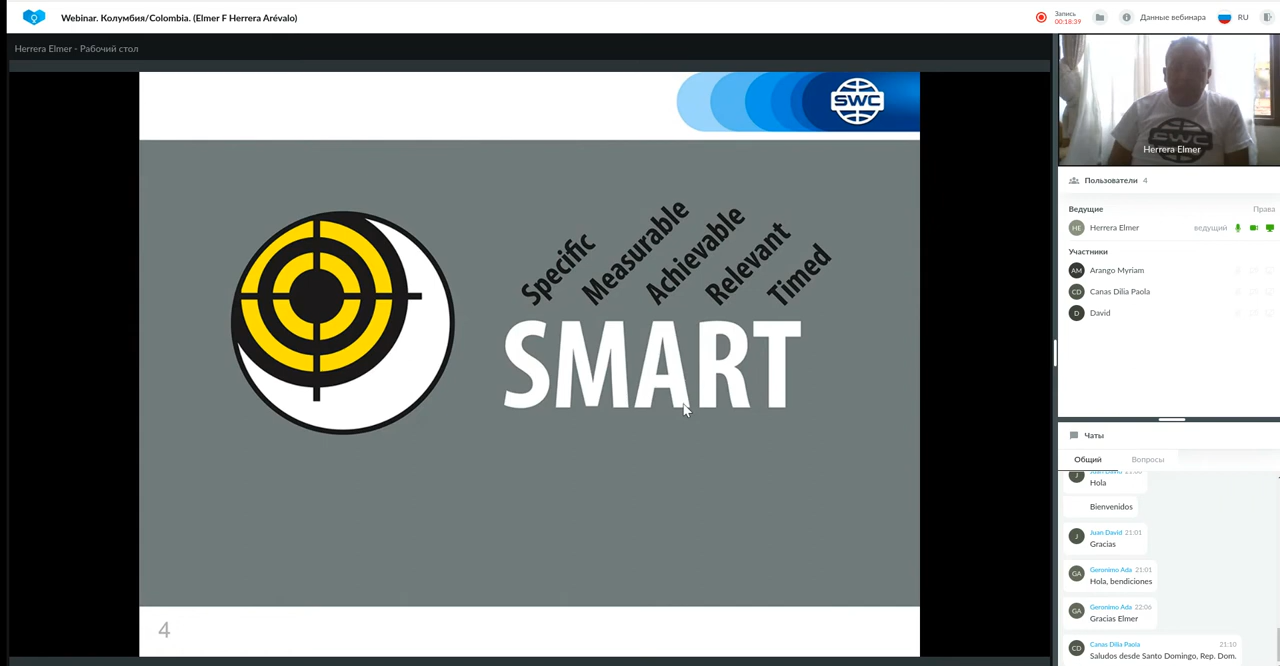 Webinar. Колумбия/Colombia. (Elmer F Herrera Arévalo)
Запись
00:18:39
Данные вебинара
RU
Herrera Elmer - Рабочий стол
SWC
Specific
Measurable
Achievable
Relevant
Timed
SMART
4
SWC
Herrera Elmer
Пользователи 4
Ведущие Права
HE Herrera Elmer ведущий
Участники
AM Arango Myriam
CD Canas Dilia Paola
D David
Чаты
Общий Вопросы
J Juan David
Hola
Bienvenidos
J Juan David 21:01
Gracias
GA Geronimo Ada 21:01
Hola, bendiciones
GA Geronimo Ada 22:06
Gracias Elmer
CD Canas Dilia Paola 21:10
Saludos desde Santo Domingo, Rep. Dom.